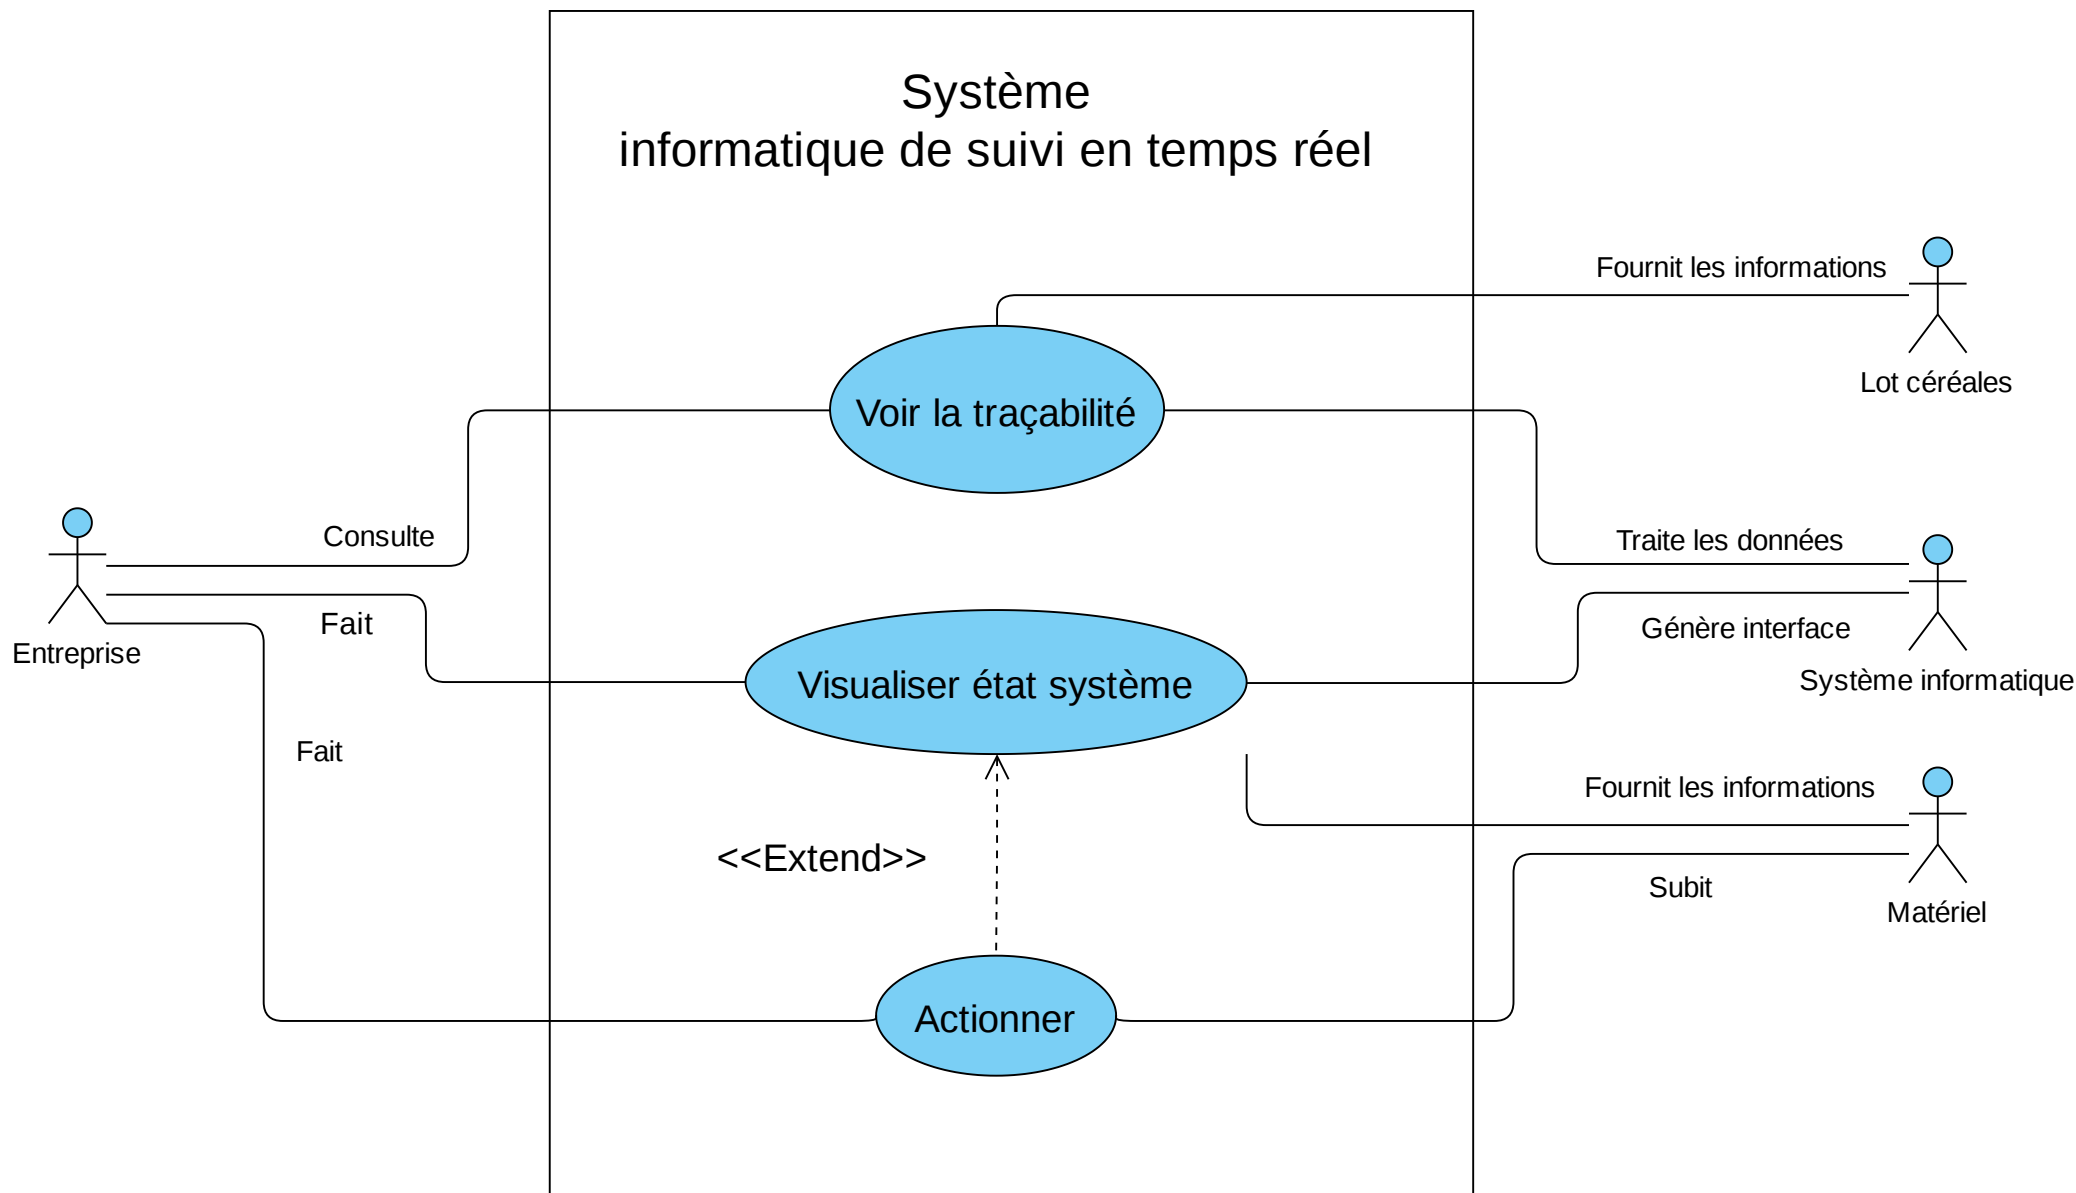 Système
informatique de suivi en temps réel
Fournit les informations
Lot céréales
Voir la traçabilité
Consulte
Traite les données
Fait
Entreprise
Génère interface
Système informatique
Visualiser état système
Fait
Fournit les informations
<<Extend>>
Subit
Matériel
Actionner